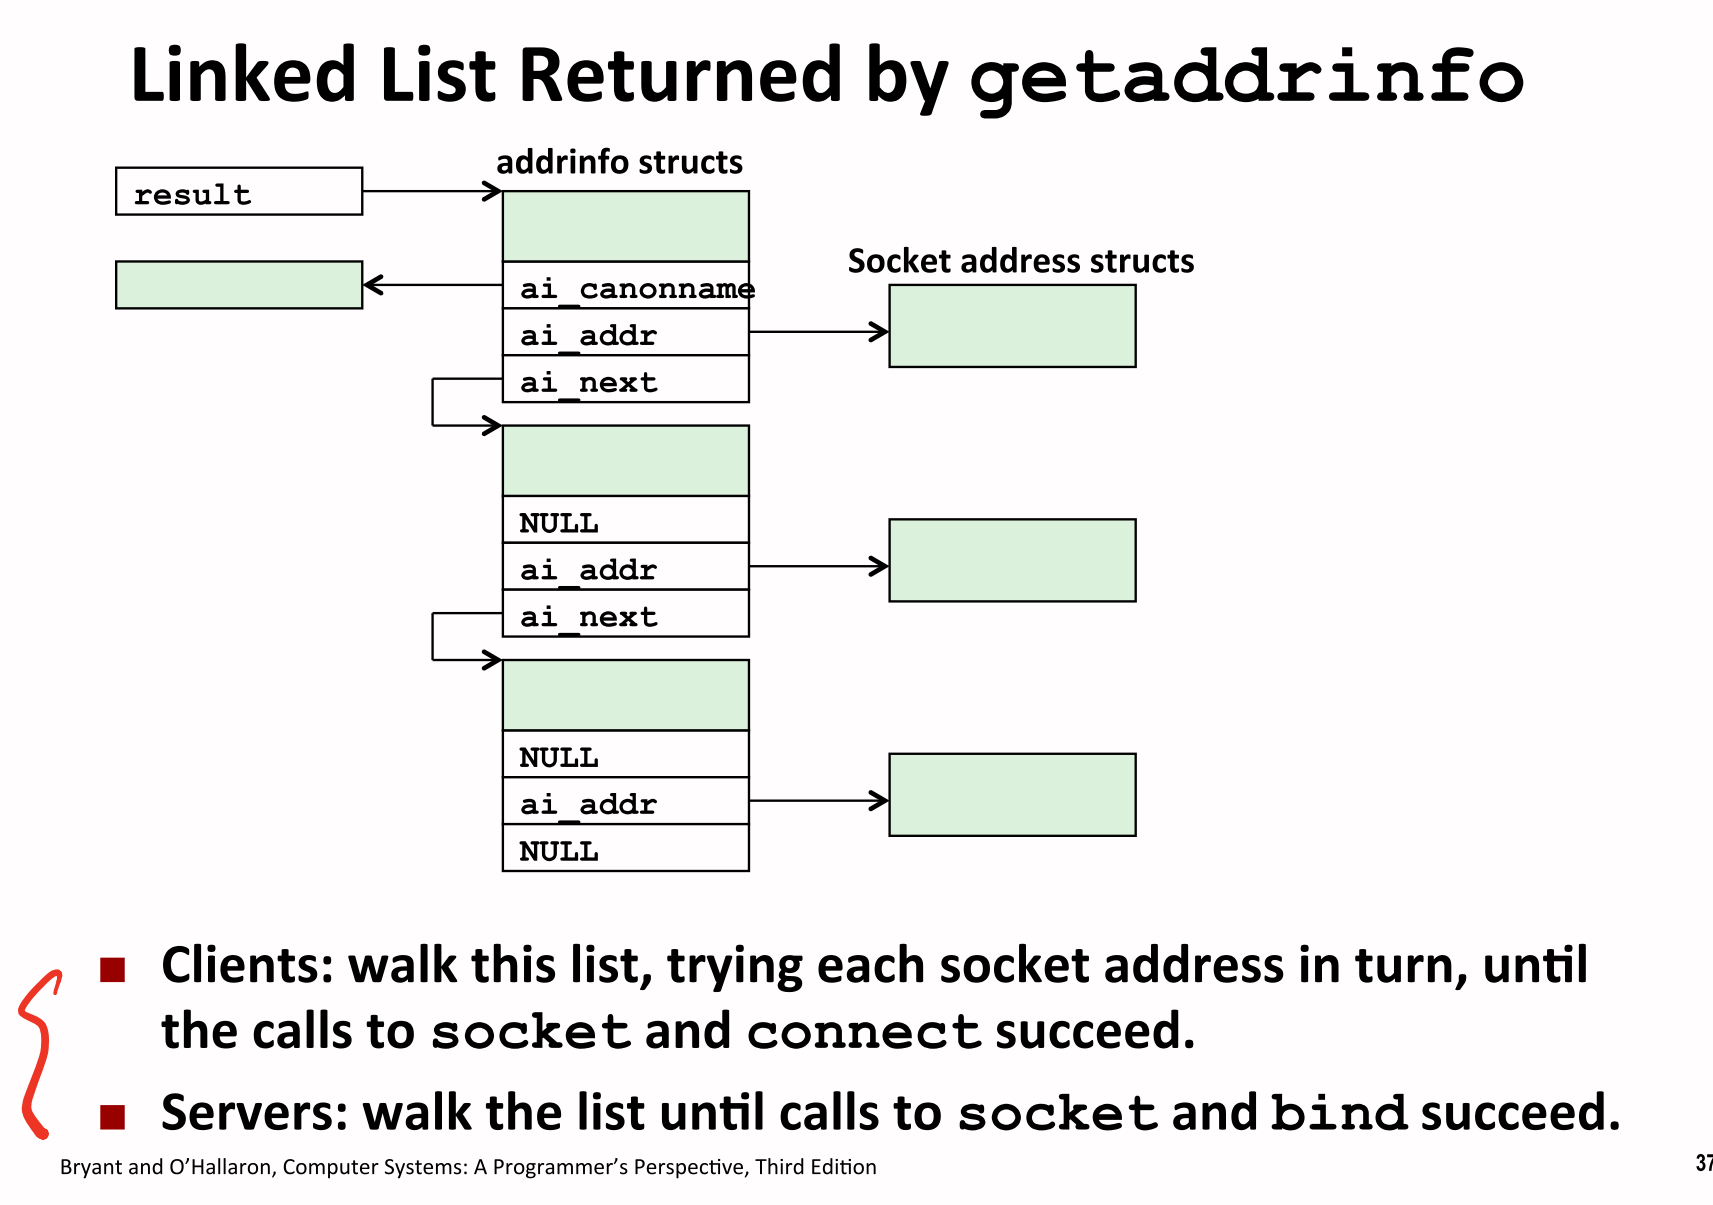 Linked List Returned by getaddrinfo
addrinfo structs
result
Socket address structs
ai_canonname
ai_addr
ai_next
NULL
ai_addr
ai_next
NULL
ai_addr
NULL
Clients: walk this list, trying each socket address in turn, until
the calls to socket and connect succeed.
Servers: walk the list until calls to socket and bind succeed.
Bryant and O’Hallaron, Computer Systems: A Programmer’s Perspective, Third Edition
37